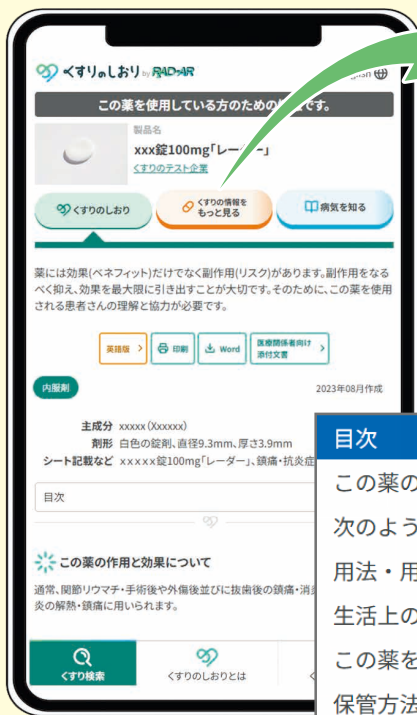 くすりのしおり by RAD-AR
この薬を使用している方のための です。
製品名
xxx錠100mg「レーダー」
くすりのテスト企業
くすりのしおり
くすりの情報を
もっと見る
病気を知る
薬には効果(ベネフィット)だけでなく副作用(リスク)があります。副作用をなる
べく抑え、効果を最大限に引き出すことが大切です。そのために、この薬を使用
される患者さんの理解と協力が必要です。
英語版
印刷
Word
医療関係者向け
添付文書
内服剤
2023年08月作成
主成分 xxxxx(Xxxxxx)
剤形 白色の錠剤、直径9.3mm、厚さ3.9mm
シート記載など xxxxx錠100mg「レーダー」、鎮痛・抗炎症
目次
この薬の作用と効果について
通常、関節リウマチ・手術後や外傷後並びに抜歯後の鎮痛・消
炎の解熱・鎮痛に用いられます。
くすり検索
くすりのしおりとは
目次
この薬の
次のよう
用法・用
生活上の
この薬を
保管方法